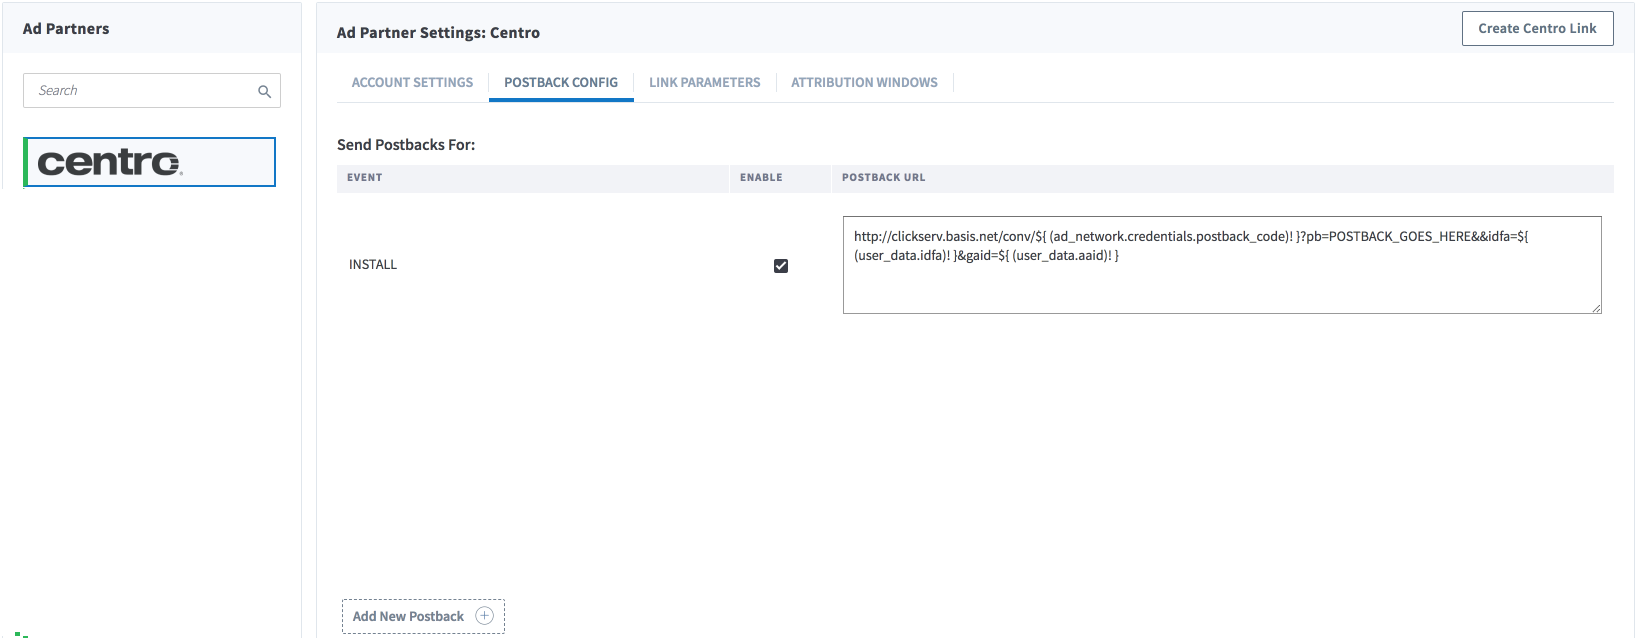 Ad Partners
Search
centro
Ad Partner Settings: Centro
Create Centro Link
ACCOUNT SETTINGS
POSTBACK CONFIG
LINK PARAMETERS
ATTRIBUTION WINDOWS
Send Postbacks For:
EVENT
ENABLE
POSTBACK URL
INSTALL
http://clickserv.basis.net/conv/${ (ad_network.credentials.postback_code)! }?pb=POSTBACK_GOES_HERE&&idfa=${
(user_data.idfa)! }&gaid=${ (user_data.aaid)! }
Add New Postback